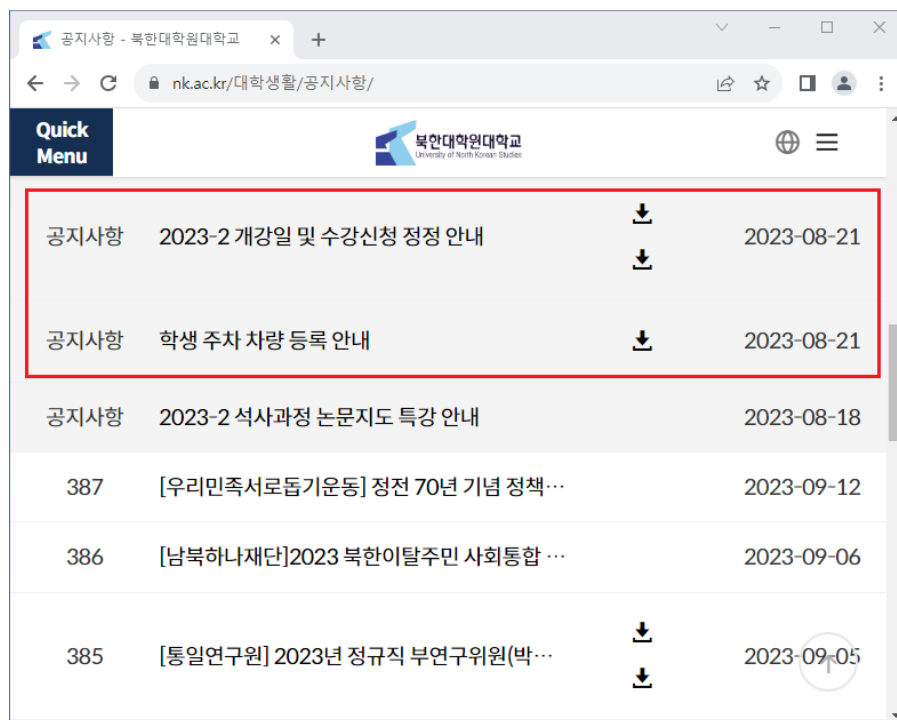 공지사항 - 북한대학원대학교
nk.ac.kr/대학생활/공지사항/
Quick
Menu
북한대학원대학교
University of North Korean Studies
공지사항 2023-2 개강일 및 수강신청 정정 안내 2023-08-21
공지사항 학생 주차 차량 등록 안내 2023-08-21
공지사항 2023-2 석사과정 논문지도 특강 안내 2023-08-18
387 [우리민족서로돕기운동] 정전 70년 기념 정책… 2023-09-12
386 [남북하나재단]2023 북한이탈주민 사회통합 … 2023-09-06
385 [통일연구원] 2023년 정규직 부연구위원(박… 2023-09-05